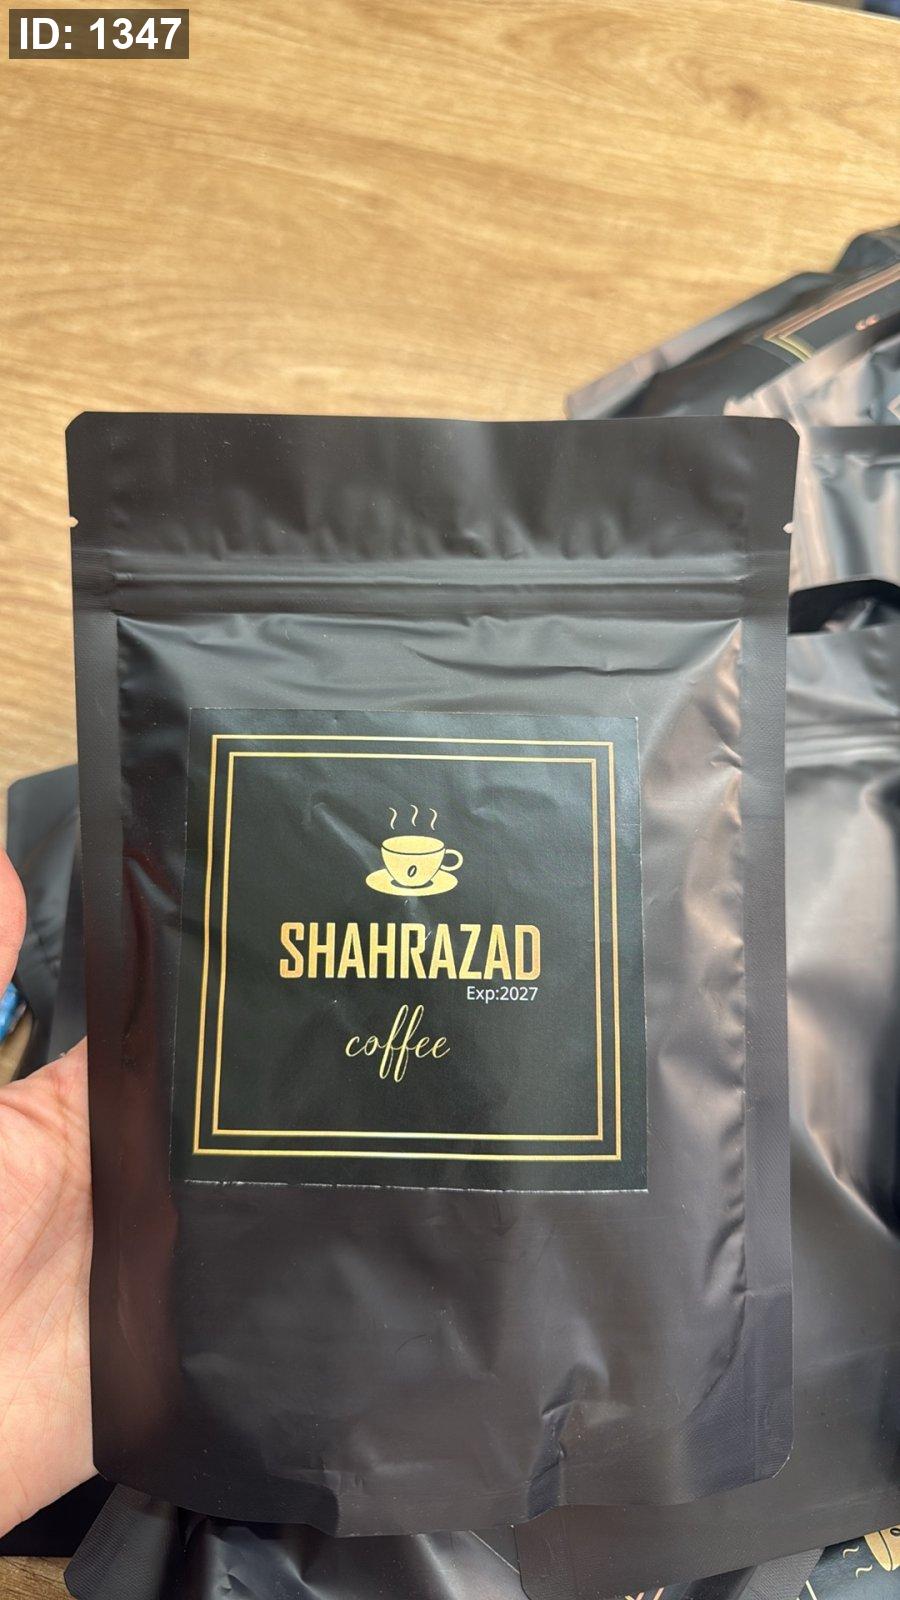 ID: 1347
SHAHRAZAD
Exp:2027
coffee